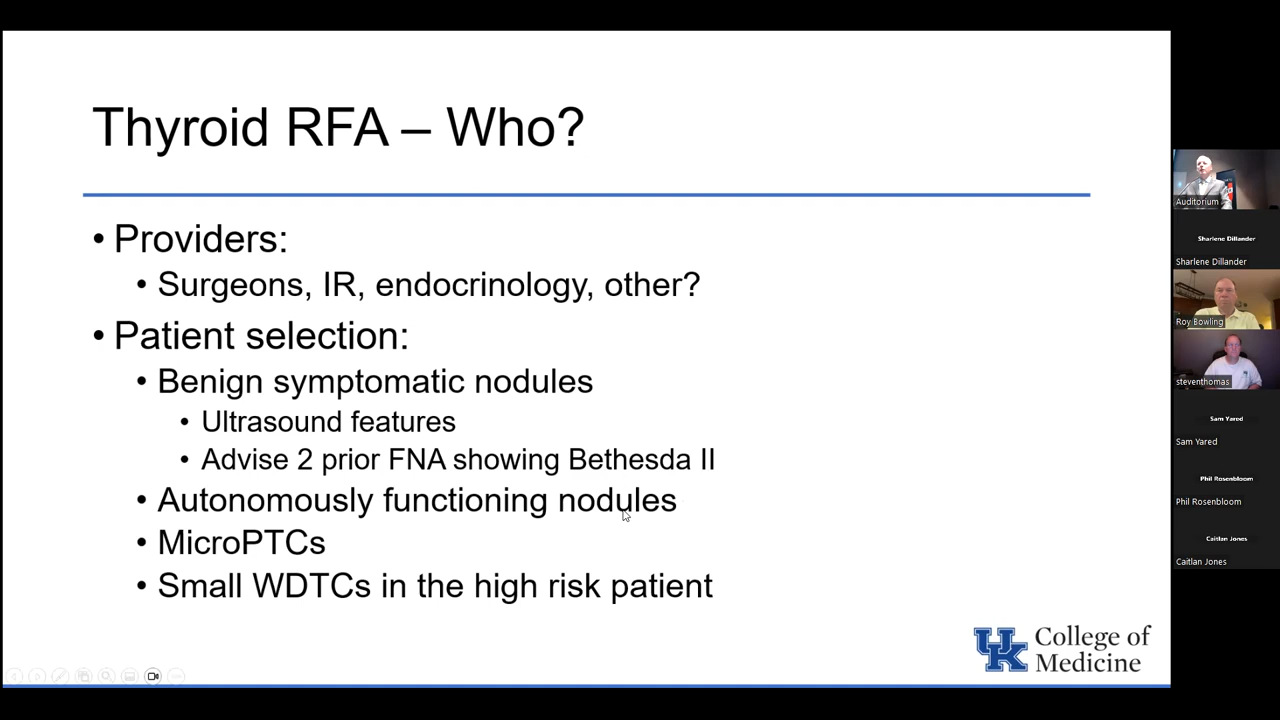 Thyroid RFA – Who?
• Providers:
• Surgeons, IR, endocrinology, other?
• Patient selection:
• Benign symptomatic nodules
• Ultrasound features
• Advise 2 prior FNA showing Bethesda II
• Autonomously functioning nodules
• MicroPTCs
• Small WDTCs in the high risk patient
UK College of
Medicine
Auditorium
Sharlene Dillander
Sharlene Dillander
Roy Bowling
steventhomas
Sam Yared
Sam Yared
Phil Rosenbloom
Phil Rosenbloom
Caitlan Jones
Caitlan Jones